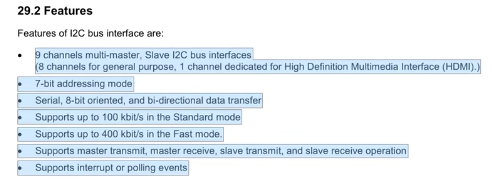 29.2 Features
Features of I2C bus interface are:
• 9 channels multi-master, Slave I2C bus interfaces
(8 channels for general purpose, 1 channel dedicated for High Definition Multimedia Interface (HDMI).)
• 7-bit addressing mode
• Serial, 8-bit oriented, and bi-directional data transfer
• Supports up to 100 kbit/s in the Standard mode
• Supports up to 400 kbit/s in the Fast mode.
• Supports master transmit, master receive, slave transmit, and slave receive operation
• Supports interrupt or polling events